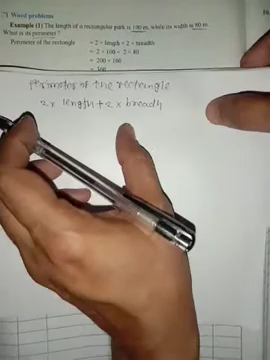 Word problems
Example (1) The length of a rectangular park is 100 m, while its width is 80 m.
What is its perimeter?
Perimeter of the rectangle = 2 × length + 2 × breadth
= 2 × 100 + 2 × 80
= 200 + 160
= 360
Perimeter of the rectangle
2 x length + 2 x breadh